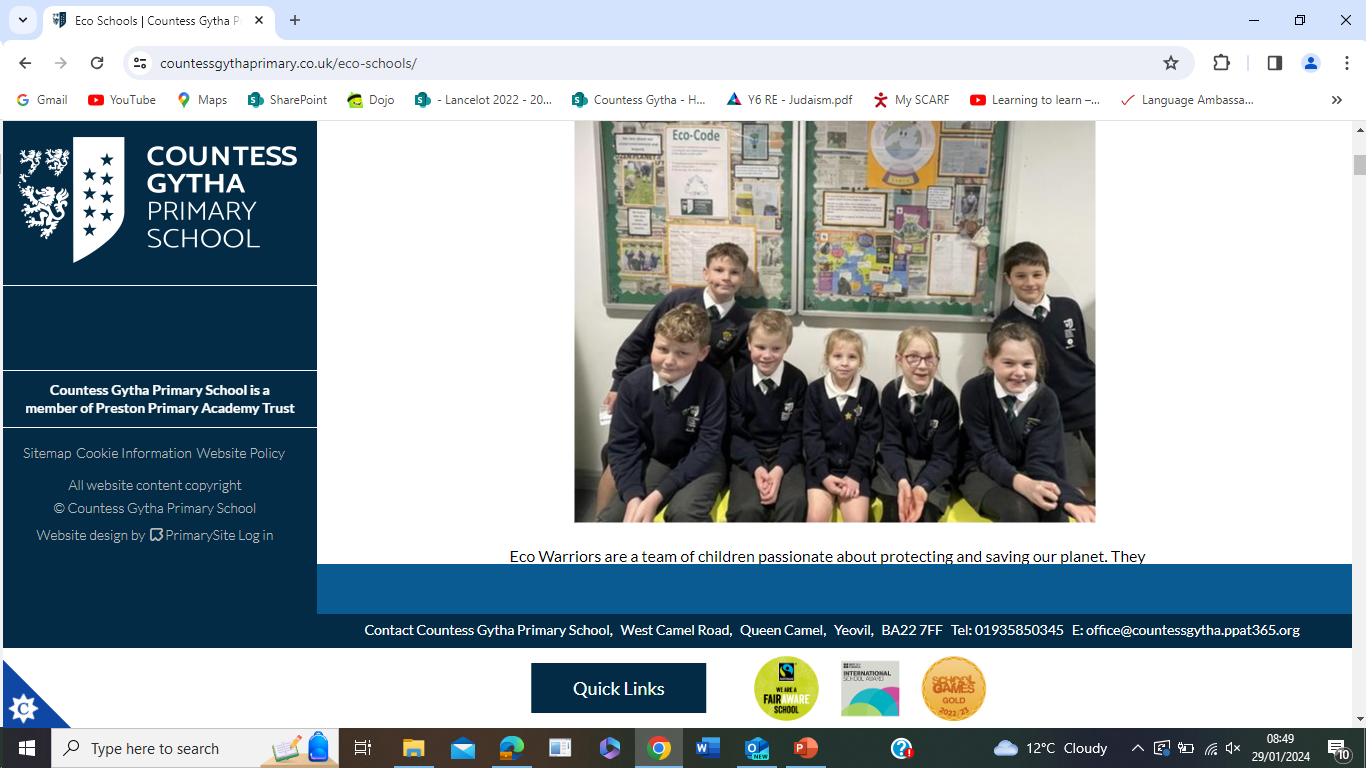 Eco Schools | Countess Gytha P
countessgythaprimary.co.uk/eco-schools/
Gmail
YouTube
Maps
SharePoint
Dojo
- Lancelot 2022 - 20...
Countess Gytha - H...
Y6 RE - Judaism.pdf
My SCARF
Learning to learn –...
Language Ambassa...
COUNTESS
GYTHA
PRIMARY
SCHOOL
Countess Gytha Primary School is a
member of Preston Primary Academy Trust
Sitemap Cookie Information Website Policy
All website content copyright
© Countess Gytha Primary School
Website design by PrimarySite Log in
Eco-Code
Eco Warriors are a team of children passionate about protecting and saving our planet. They
Contact Countess Gytha Primary School, West Camel Road, Queen Camel, Yeovil, BA22 7FF Tel: 01935850345 E: office@countessgytha.ppat365.org
Quick Links
WE ARE A
FAIRAWARE
SCHOOL
INTERNATIONAL
SCHOOL AWARD
SCHOOL
GAMES
GOLD
2022/23
Type here to search
12°C Cloudy
08:49
29/01/2024
10